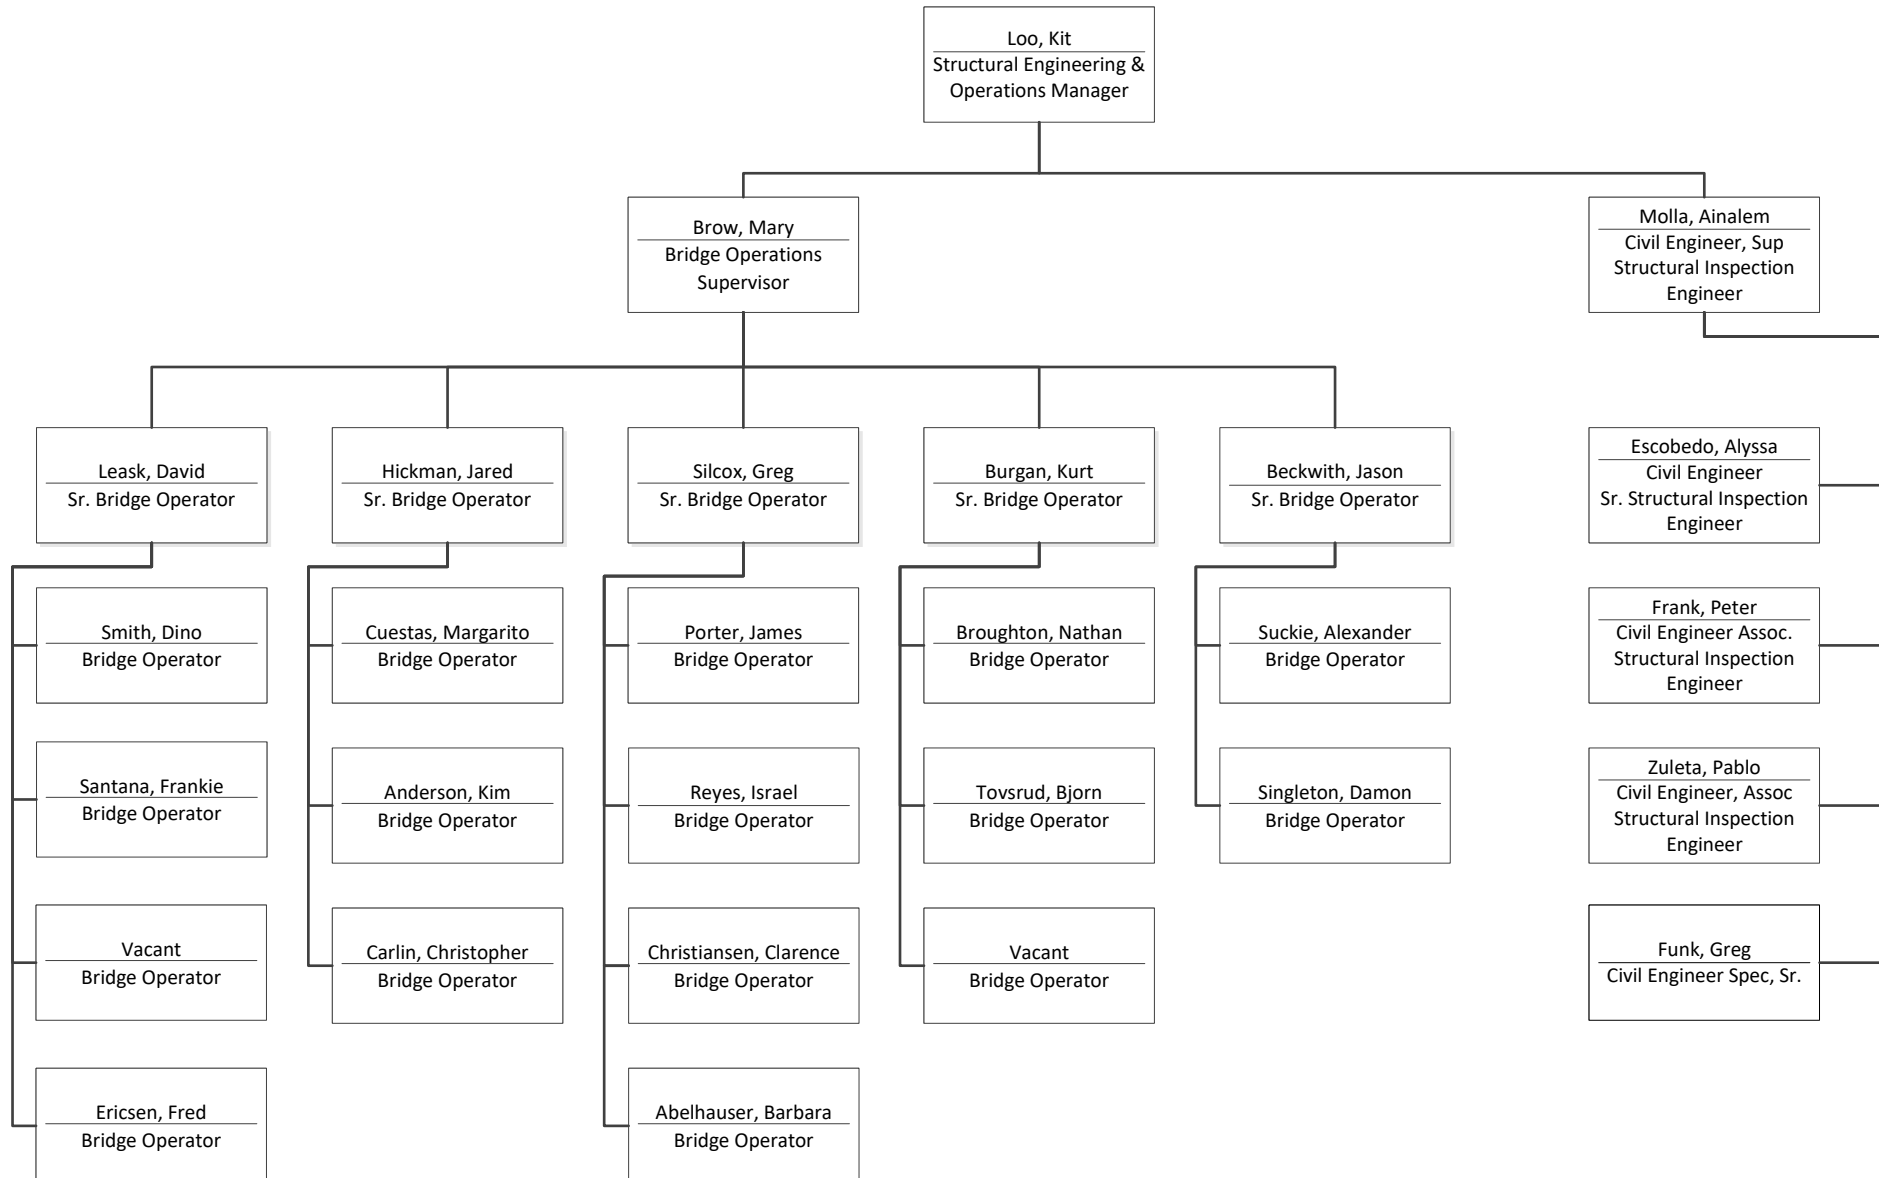 Loo, Kit
Structural Engineering &
Operations Manager
Brow, Mary
Bridge Operations
Supervisor
Molla, Ainalem
Civil Engineer, Sup
Structural Inspection
Engineer
Leask, David
Sr. Bridge Operator
Hickman, Jared
Sr. Bridge Operator
Silcox, Greg
Sr. Bridge Operator
Burgan, Kurt
Sr. Bridge Operator
Beckwith, Jason
Sr. Bridge Operator
Escobedo, Alyssa
Civil Engineer
Sr. Structural Inspection
Engineer
Smith, Dino
Bridge Operator
Cuestas, Margarito
Bridge Operator
Porter, James
Bridge Operator
Broughton, Nathan
Bridge Operator
Suckie, Alexander
Bridge Operator
Frank, Peter
Civil Engineer Assoc.
Structural Inspection
Engineer
Santana, Frankie
Bridge Operator
Anderson, Kim
Bridge Operator
Reyes, Israel
Bridge Operator
Tovsrud, Bjorn
Bridge Operator
Singleton, Damon
Bridge Operator
Zuleta, Pablo
Civil Engineer, Assoc
Structural Inspection
Engineer
Vacant
Bridge Operator
Carlin, Christopher
Bridge Operator
Christiansen, Clarence
Bridge Operator
Vacant
Bridge Operator
Funk, Greg
Civil Engineer Spec, Sr.
Ericsen, Fred
Bridge Operator
Abelhauser, Barbara
Bridge Operator